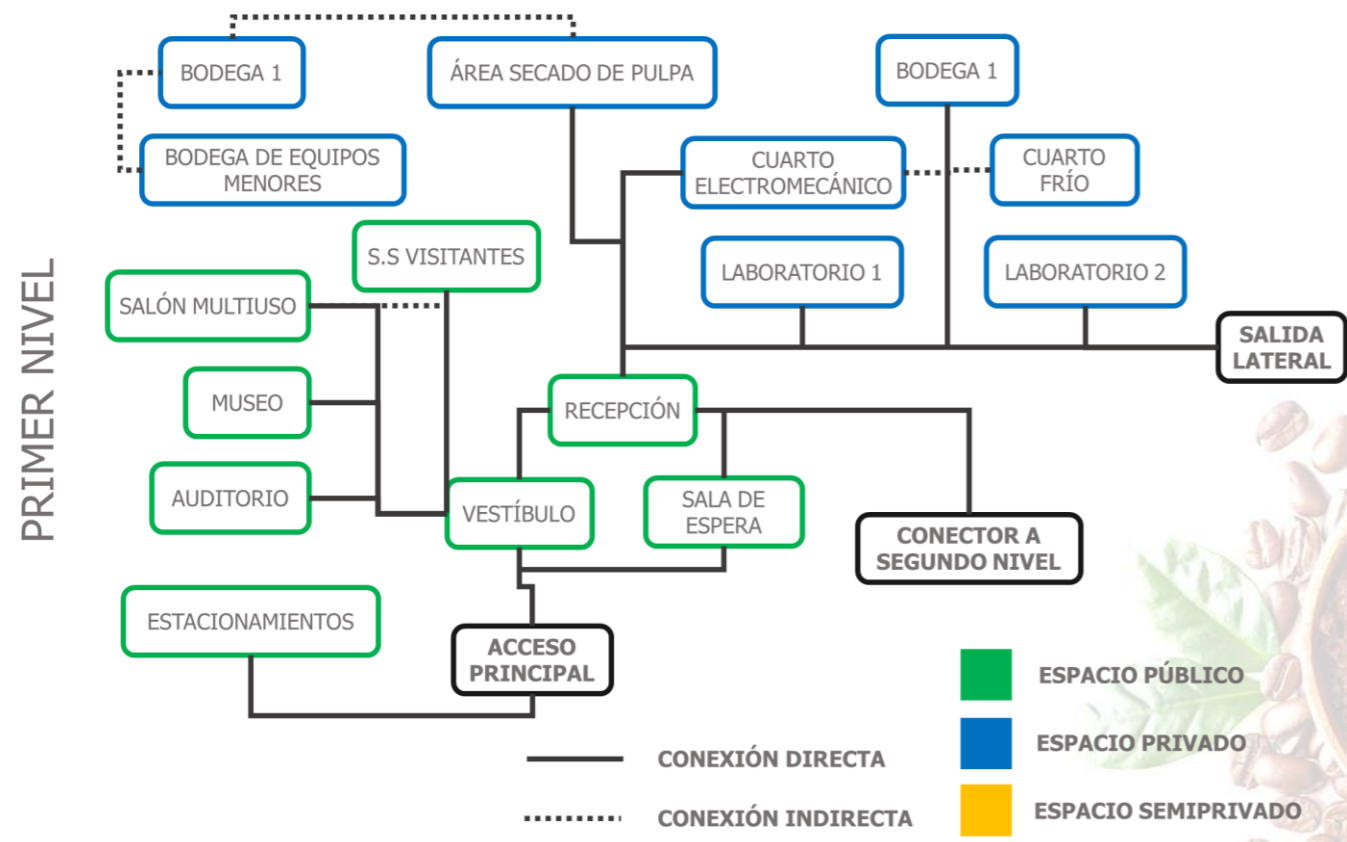 PRIMER NIVEL
BODEGA 1
ÁREA SECADO DE PULPA
BODEGA 1
BODEGA DE EQUIPOS
MENORES
CUARTO
ELECTROMECÁNICO
CUARTO
FRÍO
S.S VISITANTES
LABORATORIO 1
LABORATORIO 2
SALÓN MULTIUSO
SALIDA
LATERAL
MUSEO
RECEPCIÓN
AUDITORIO
VESTÍBULO
SALA DE
ESPERA
CONECTOR A
SEGUNDO NIVEL
ESTACIONAMIENTOS
ACCESO
PRINCIPAL
ESPACIO PÚBLICO
ESPACIO PRIVADO
ESPACIO SEMIPRIVADO
CONEXIÓN DIRECTA
CONEXIÓN INDIRECTA